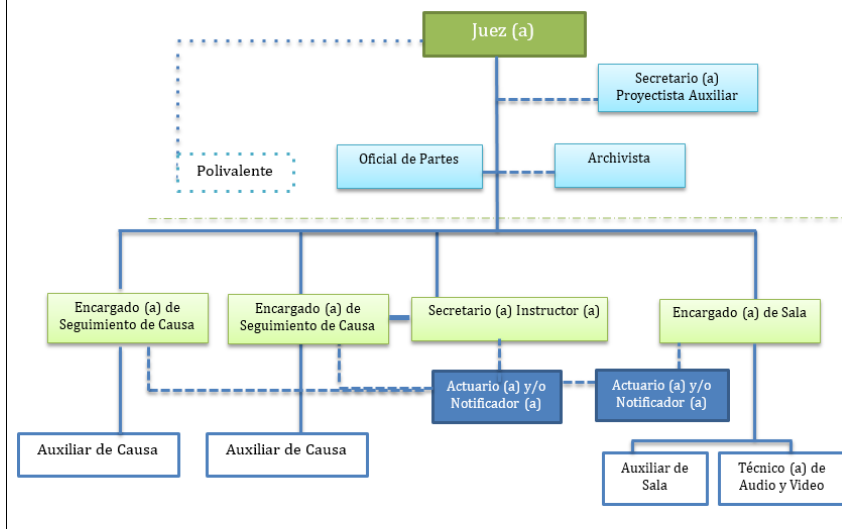 Juez (a)
Secretario (a)
Proyectista Auxiliar
Polivalente
Oficial de Partes
Archivista
Encargado (a) de
Seguimiento de Causa
Encargado (a) de
Seguimiento de Causa
Secretario (a) Instructor (a)
Encargado (a) de Sala
Actuario (a) y/o
Notificador (a)
Actuario (a) y/o
Notificador (a)
Auxiliar de Causa
Auxiliar de Causa
Auxiliar de
Sala
Técnico (a) de
Audio y Video